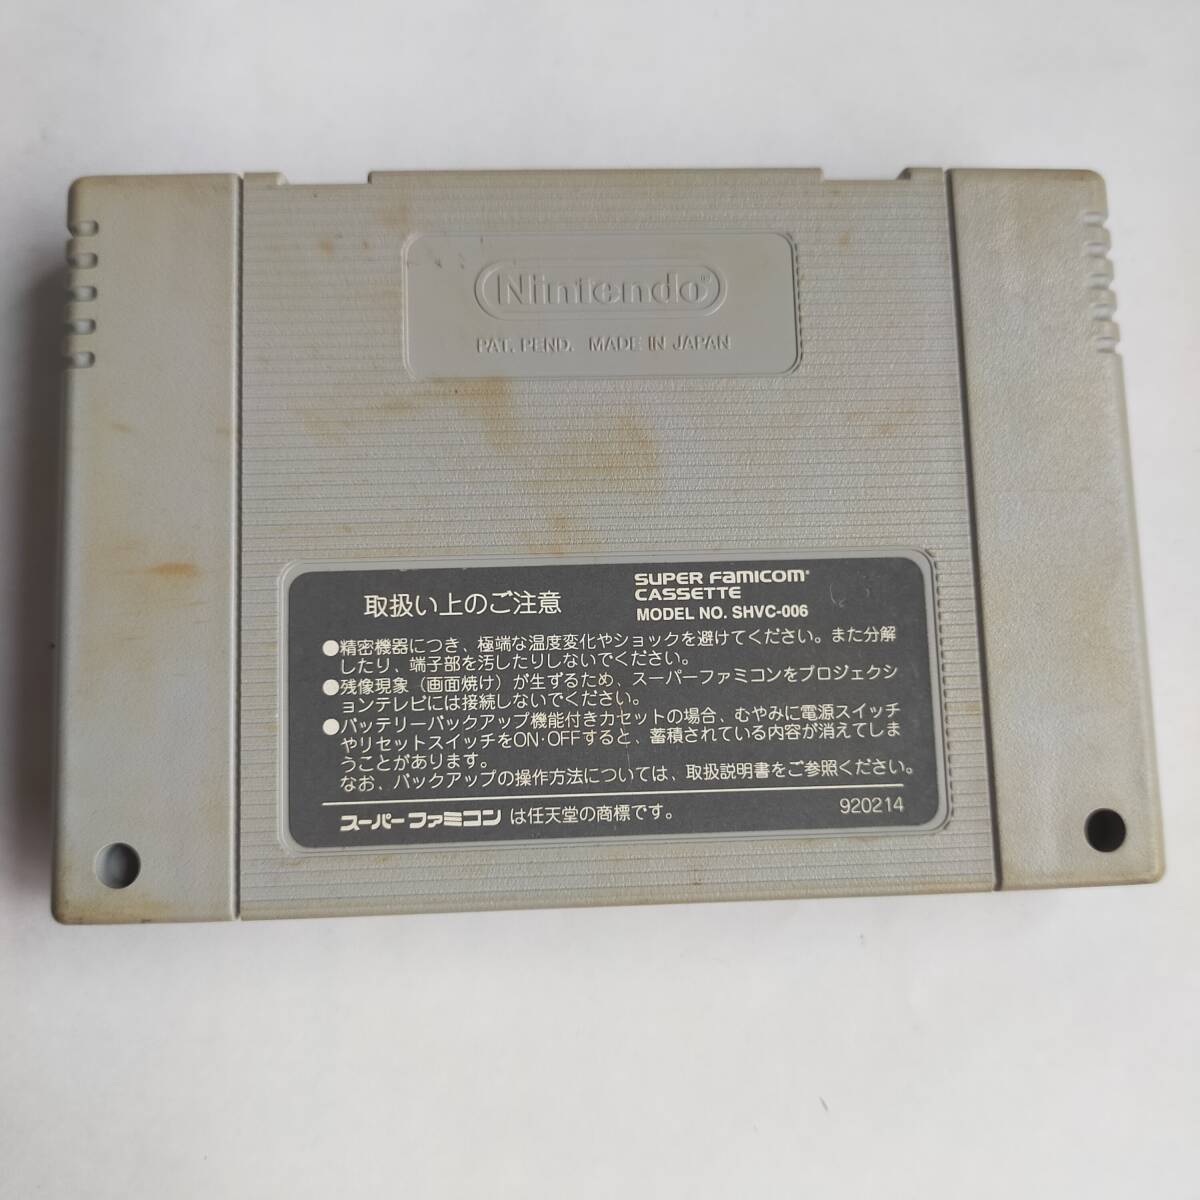 Nintendo®
PAT. PEND. MADE IN JAPAN
取扱い上のご注意
SUPER FAMICOM®
CASSETTE
MODEL NO. SHVC-006
●精密機器につき、極端な温度変化やショックを避けてください。また分解
したり、端子部を汚したりしないでください。
●残像現象（画面焼け）が生ずるため、スーパーファミコンをプロジェクシ
ョンテレビには接続しないでください。
●バッテリーバックアップ機能付きカセットの場合、むやみに電源スイッチ
やリセットスイッチをON・OFFすると、蓄積されている内容が消えてしま
うことがあります。
なお、バックアップの操作方法については、取扱説明書をご参照ください。
スーパーファミコン は任天堂の商標です。
920214